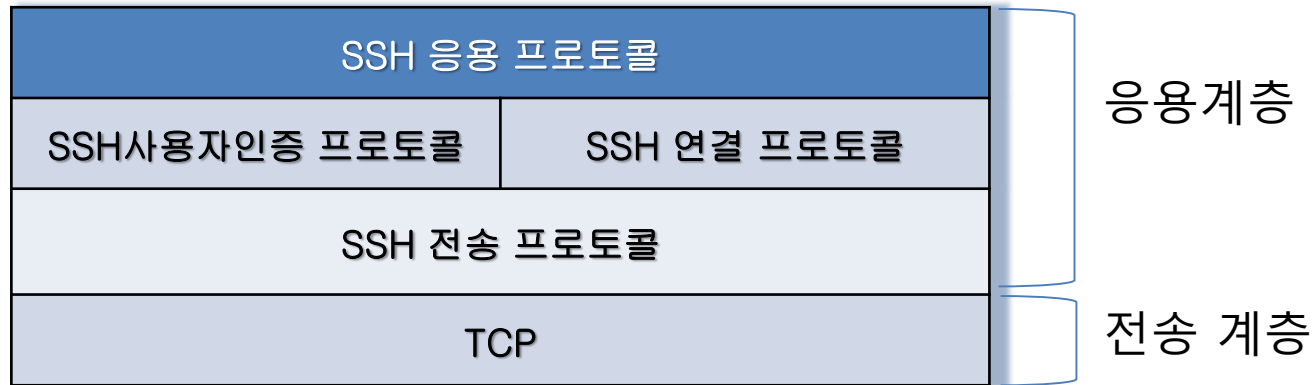 SSH 응용 프로토콜
응용계층
SSH사용자인증 프로토콜
SSH 연결 프로토콜
SSH 전송 프로토콜
TCP
전송 계층